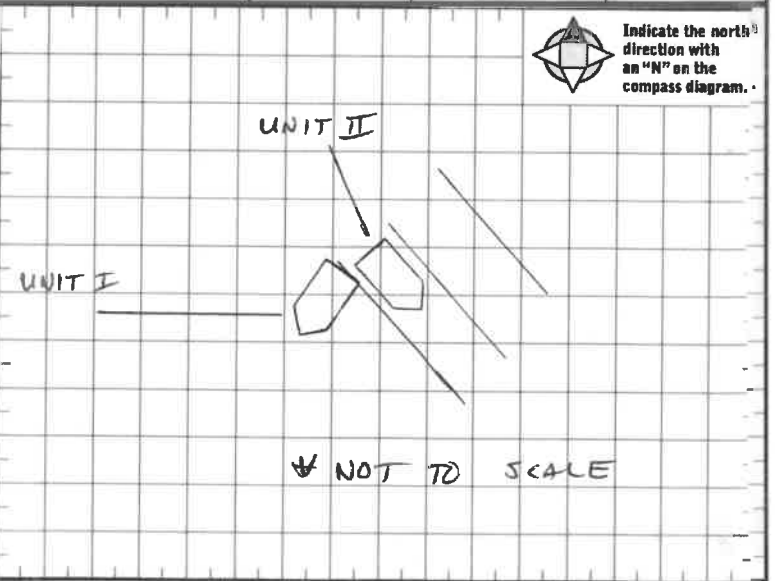 Indicate the north
direction with
an "N" on the
compass diagram.
UNIT II
UNIT I
NOT TO SCALE